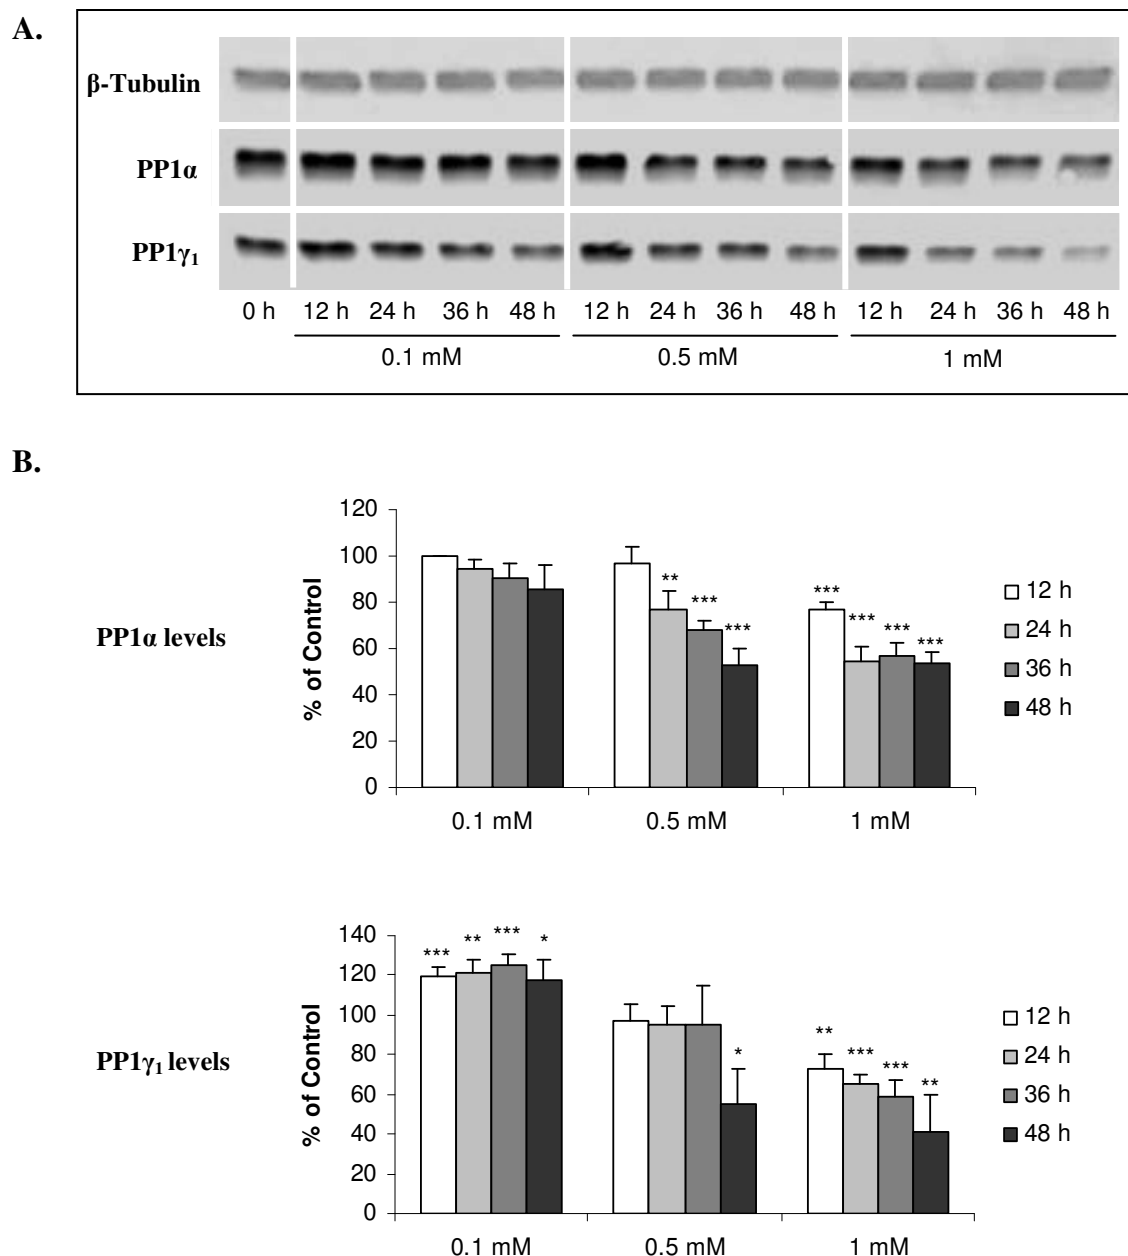 A.
β-Tubulin
PP1α
PP1γ₁
0 h 12 h 24 h 36 h 48 h 12 h 24 h 36 h 48 h 12 h 24 h 36 h 48 h
0.1 mM 0.5 mM 1 mM
B.
PP1α levels
% of Control
120
100
80
60
40
20
0
** *** ***
*** *** *** ***
0.1 mM 0.5 mM 1 mM
12 h
24 h
36 h
48 h
PP1γ₁ levels
% of Control
140
120
100
80
60
40
20
0
*** ** *** *
*
** *** *** **
0.1 mM 0.5 mM 1 mM
12 h
24 h
36 h
48 h